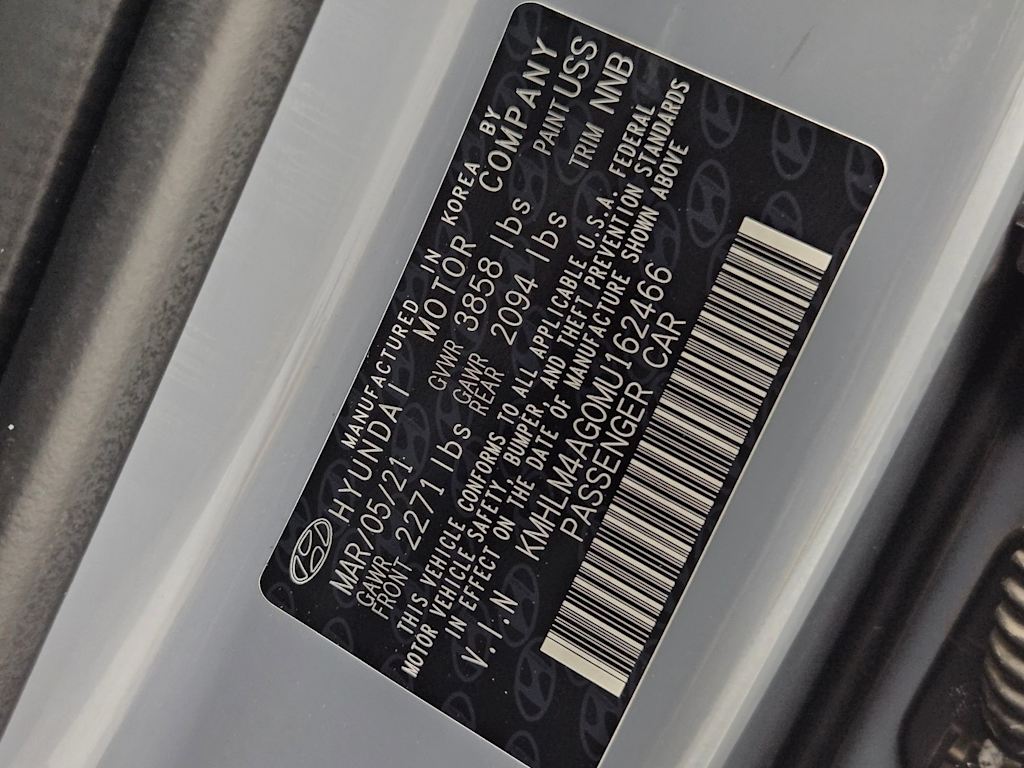 MANUFACTURED IN KOREA BY
HYUNDAI MOTOR COMPANY
MAR/05/21 GVWR 3858 lbs PAINT USS
GAWR FRONT 2271 lbs GAWR REAR 2094 lbs TRIM NNB
THIS VEHICLE CONFORMS TO ALL APPLICABLE U.S.A. FEDERAL
MOTOR VEHICLE SAFETY, BUMPER AND THEFT PREVENTION STANDARDS
IN EFFECT ON THE DATE OF MANUFACTURE SHOWN ABOVE
V.I.N KMHLM4AG0MU162466
PASSENGER CAR